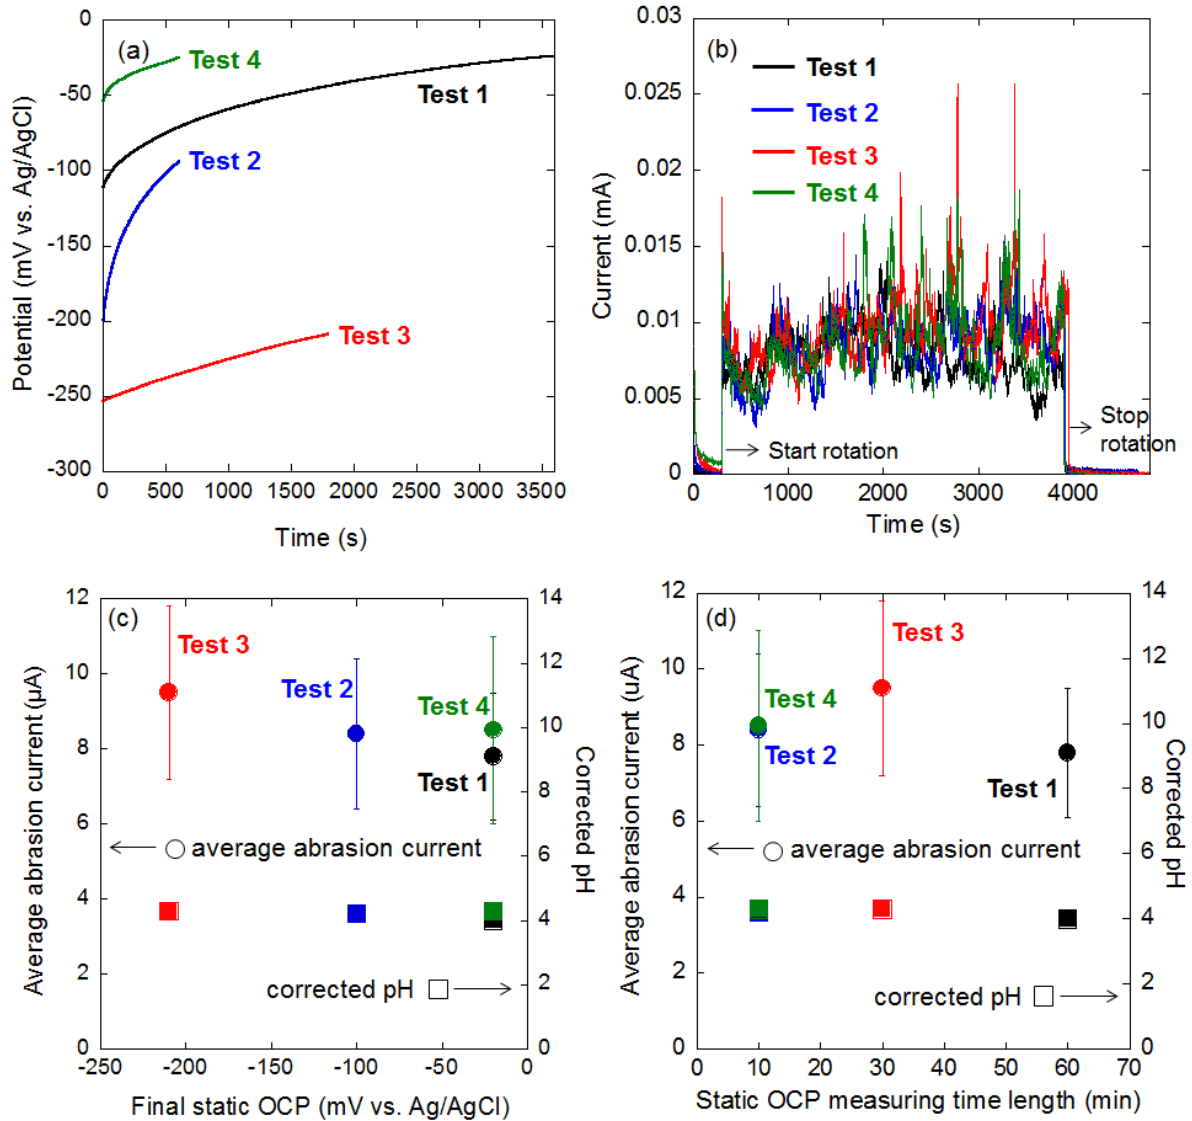 (a)
Potential (mV vs. Ag/AgCl)
0
-50
-100
-150
-200
-250
-300
Test 4
Test 1
Test 2
Test 3
0 500 1000 1500 2000 2500 3000 3500
Time (s)
(b)
Current (mA)
0.03
0.025
0.02
0.015
0.01
0.005
0
Test 1
Test 2
Test 3
Test 4
Start rotation
Stop
rotation
0 1000 2000 3000 4000
Time (s)
(c)
Average abrasion current (µA)
12
10
8
6
4
2
0
Test 3
Test 2
Test 4
Test 1
average abrasion current
corrected pH
14
12
10
8
6
4
2
0
Corrected pH
-250 -200 -150 -100 -50 0
Final static OCP (mV vs. Ag/AgCl)
(d)
Average abrasion current (uA)
12
10
8
6
4
2
0
Test 3
Test 4
Test 2
Test 1
average abrasion current
corrected pH
14
12
10
8
6
4
2
0
Corrected pH
0 10 20 30 40 50 60 70
Static OCP measuring time length (min)